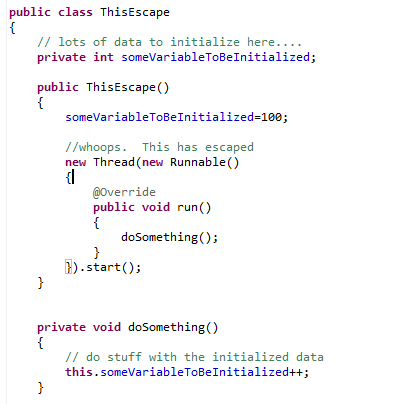 public class ThisEscape
{
// lots of data to initialize here....
private int someVariableToBeInitialized;
public ThisEscape()
{
someVariableToBeInitialized=100;
//whoops.  This has escaped
new Thread(new Runnable()
{
@Override
public void run()
{
doSomething();
}
}).start();
}
private void doSomething()
{
// do stuff with the initialized data
this.someVariableToBeInitialized++;
}